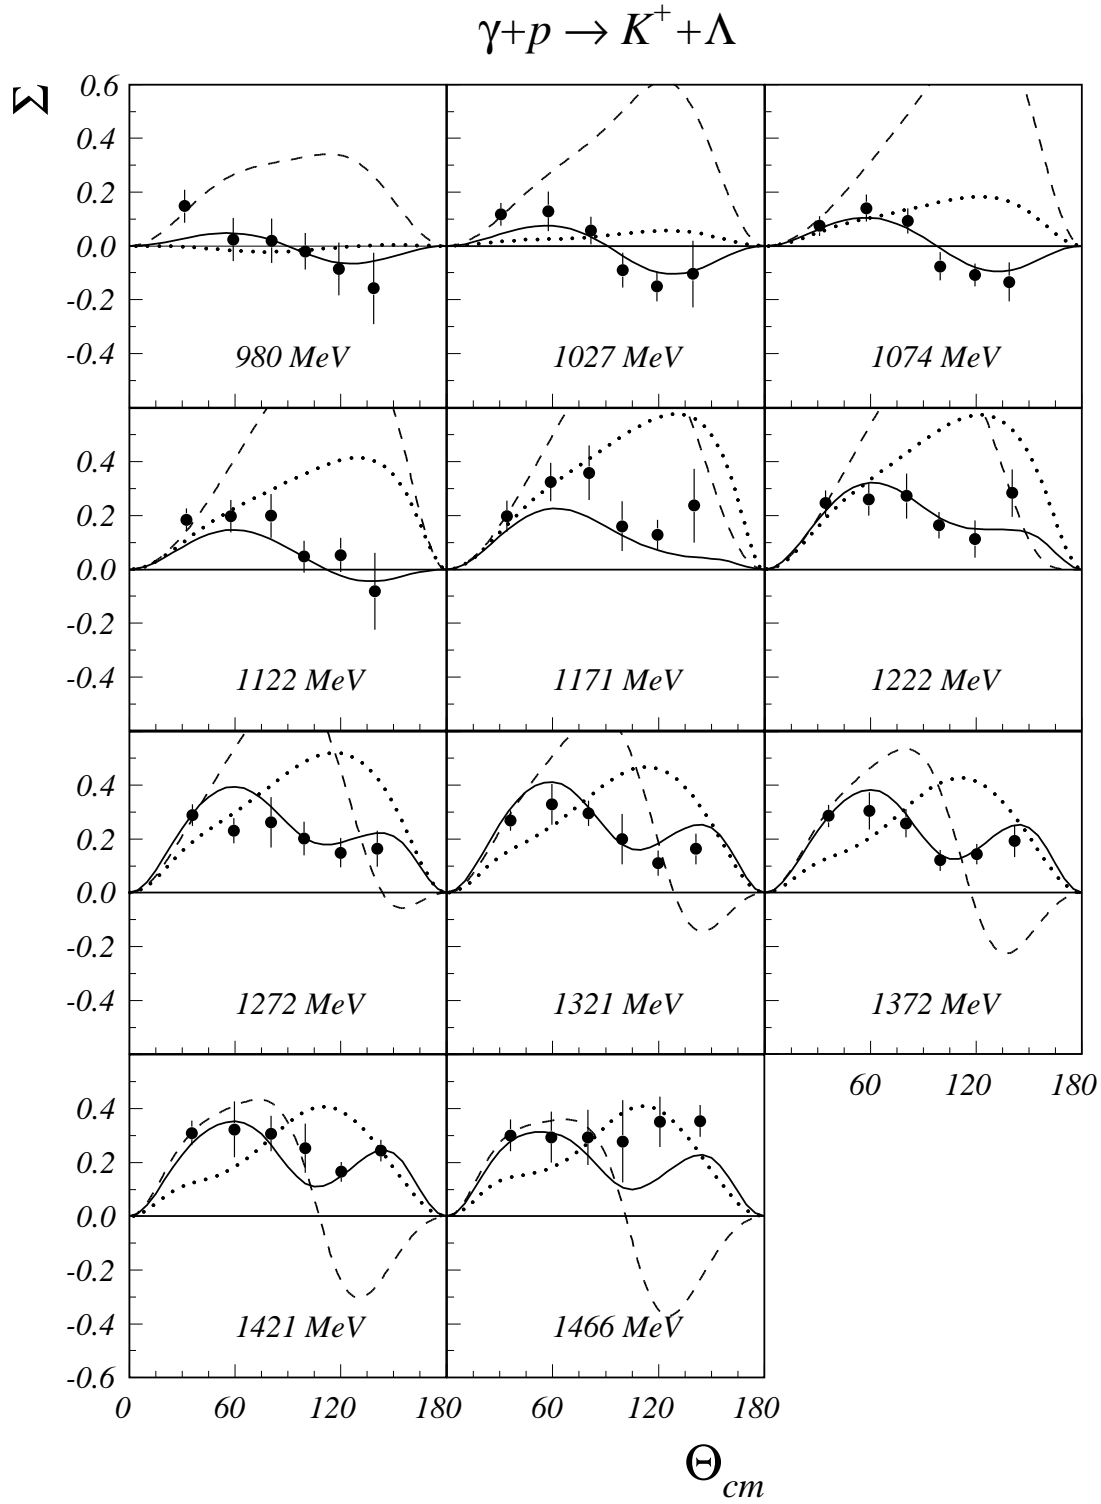 γ+p → K⁺+Λ
Σ
0.6
0.4
0.2
0.0
-0.2
-0.4
980 MeV
1027 MeV
1074 MeV
0.4
0.2
0.0
-0.2
-0.4
1122 MeV
1171 MeV
1222 MeV
0.4
0.2
0.0
-0.2
-0.4
1272 MeV
1321 MeV
1372 MeV
60 120 180
0.4
0.2
0.0
-0.2
-0.4
-0.6
1421 MeV
1466 MeV
0 60 120 180 60 120 180
Θcm